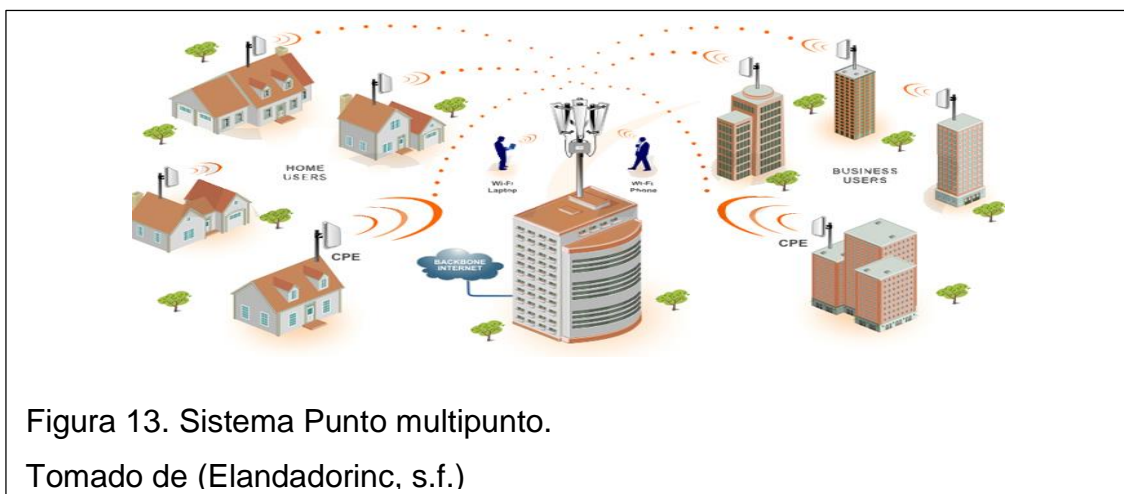 HOME
USERS
Wi-Fi
Laptop
Wi-Fi
Phone
BUSINESS
USERS
CPE
CPE
BACKBONE
INTERNET
Figura 13. Sistema Punto multipunto.
Tomado de (Elandadorinc, s.f.)